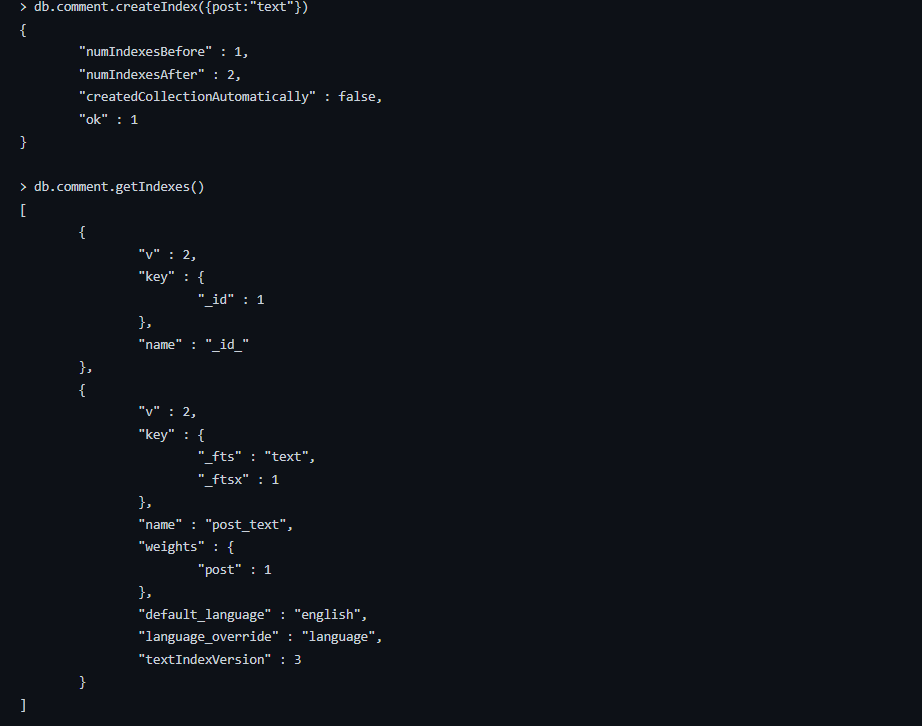 > db.comment.createIndex({post:"text"})
{
        "numIndexesBefore" : 1,
        "numIndexesAfter" : 2,
        "createdCollectionAutomatically" : false,
        "ok" : 1
}

> db.comment.getIndexes()
[
        {
                "v" : 2,
                "key" : {
                        "_id" : 1
                },
                "name" : "_id_"
        },
        {
                "v" : 2,
                "key" : {
                        "_fts" : "text",
                        "_ftsx" : 1
                },
                "name" : "post_text",
                "weights" : {
                        "post" : 1
                },
                "default_language" : "english",
                "language_override" : "language",
                "textIndexVersion" : 3
        }
]